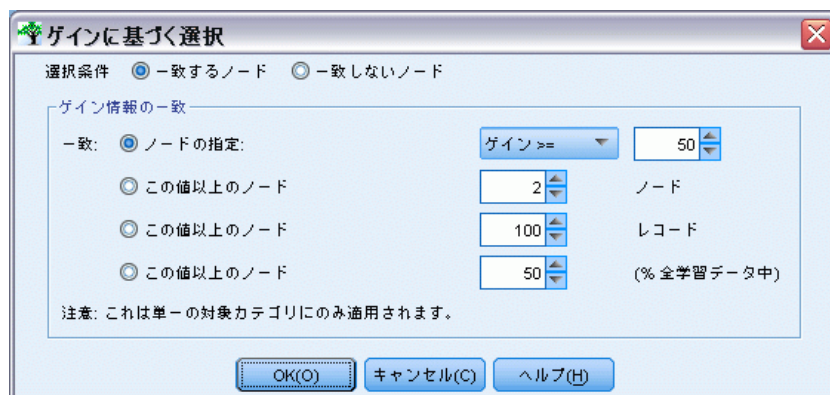 ゲインに基づく選択
選択条件 一致するノード 一致しないノード
ゲイン情報の一致
一致: ノードの指定: ゲイン >= 50
この値以上のノード 2 ノード
この値以上のノード 100 レコード
この値以上のノード 50 (% 全学習データ中)
注意: これは単一の対象カテゴリにのみ適用されます。
OK(O) キャンセル(C) ヘルプ(H)